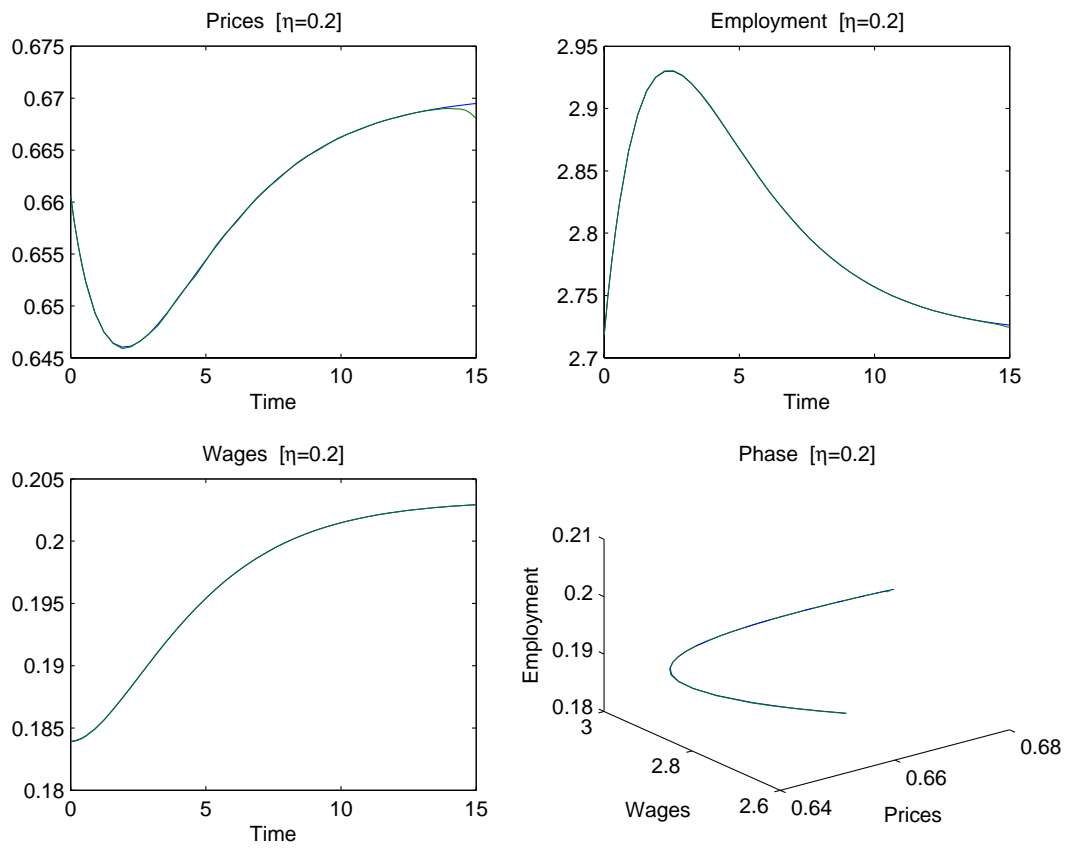 Prices [η=0.2]
0.675
0.67
0.665
0.66
0.655
0.65
0.645
0 5 10 15
Time
Employment [η=0.2]
2.95
2.9
2.85
2.8
2.75
2.7
0 5 10 15
Time
Wages [η=0.2]
0.205
0.2
0.195
0.19
0.185
0.18
0 5 10 15
Time
Phase [η=0.2]
0.21
0.2
0.19
0.18
Employment
3
2.8
2.6
Wages
0.64
0.66
0.68
Prices